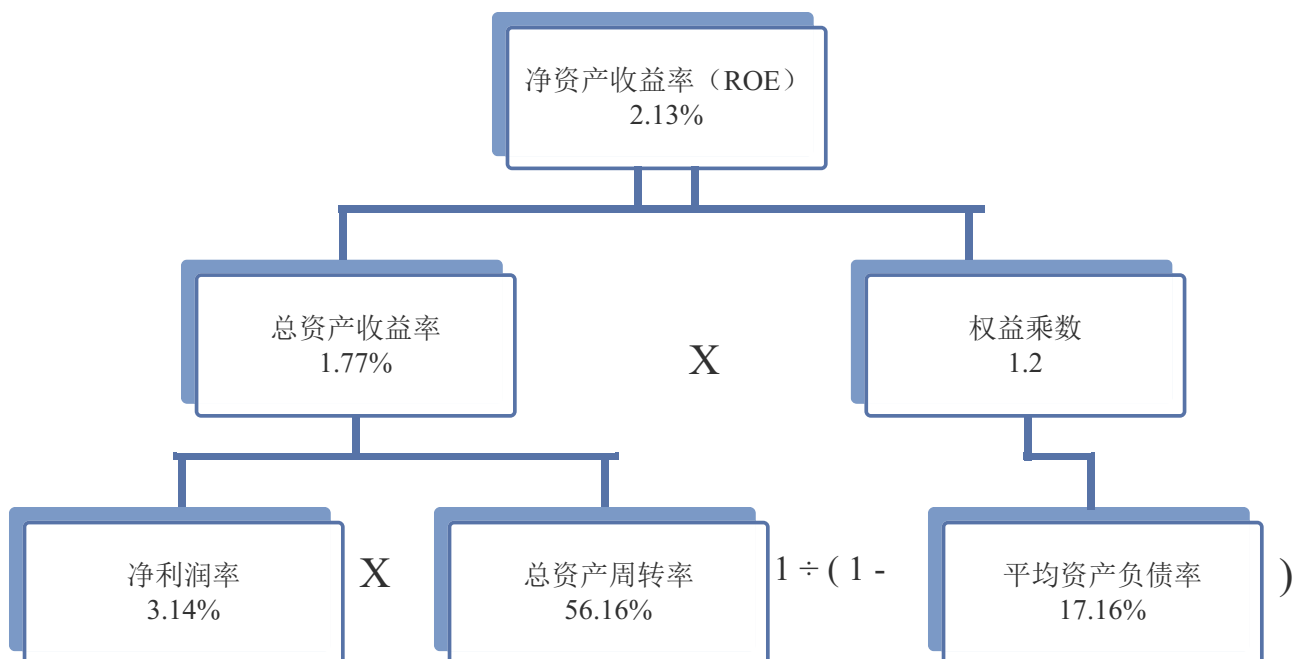 净资产收益率（ROE）
2.13%
总资产收益率
1.77%
X
权益乘数
1.2
净利润率
3.14%
X
总资产周转率
56.16%
1 ÷ ( 1 -
平均资产负债率
17.16%
)